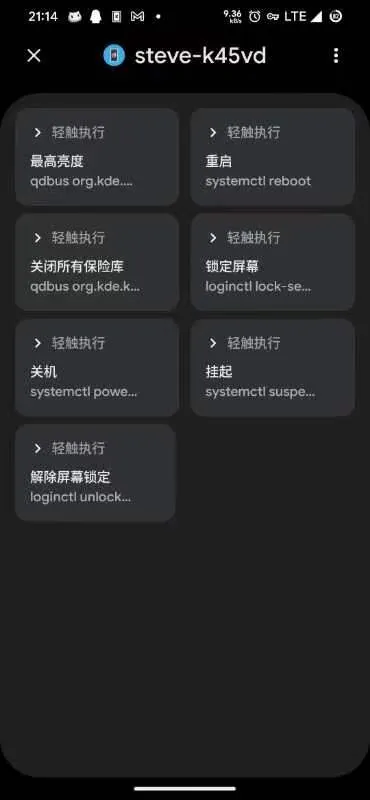 21:14
9.36
kB/s
LTE
steve-k45vd
轻触执行
最高亮度
qdbus org.kde....
轻触执行
重启
systemctl reboot
轻触执行
关闭所有保险库
qdbus org.kde.k...
轻触执行
锁定屏幕
loginctl lock-se...
轻触执行
关机
systemctl powe...
轻触执行
挂起
systemctl suspe...
轻触执行
解除屏幕锁定
loginctl unlock...